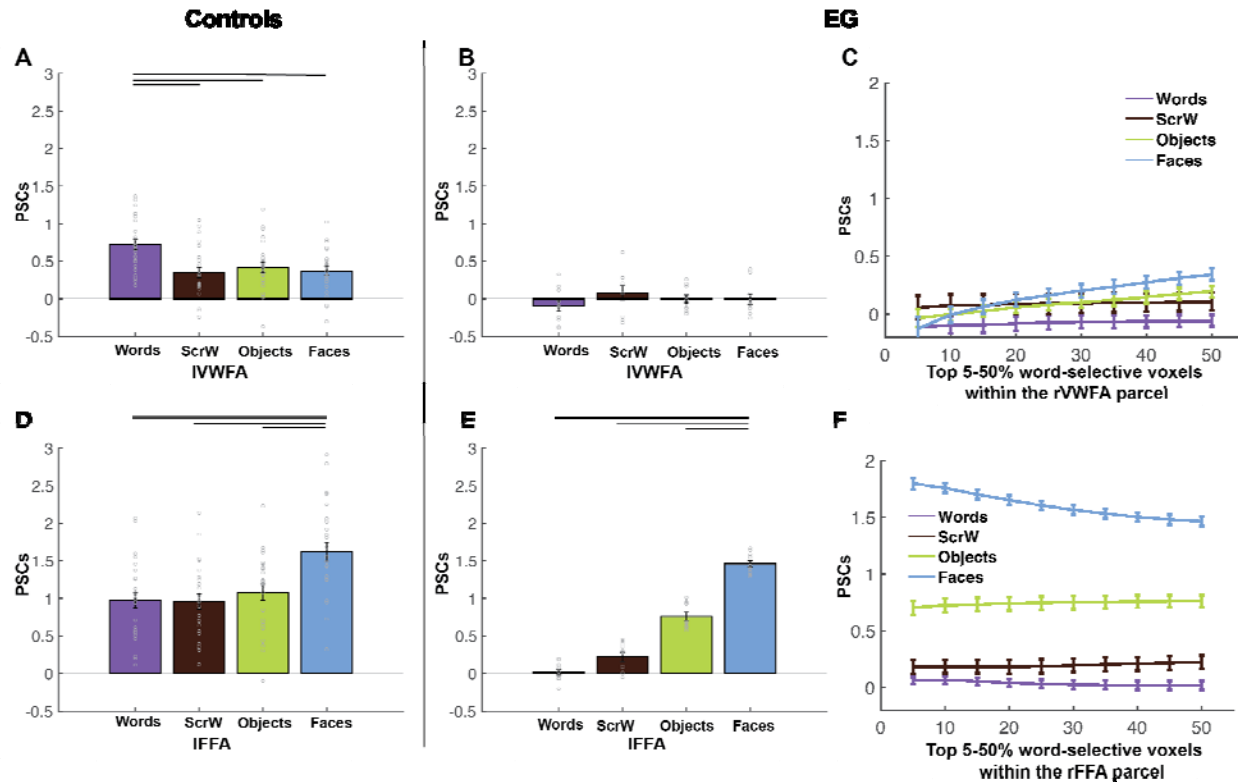 Controls
EG
A
3
2.5
2
1.5
1
0.5
0
-0.5
PSCs
Words ScrW Objects Faces
lVWFA
B
3
2.5
2
1.5
1
0.5
0
-0.5
PSCs
Words ScrW Objects Faces
lVWFA
C
2
1
0.5
0
PSCs
Words
ScrW
Objects
Faces
0 10 20 30 40 50
Top 5-50% word-selective voxels
within the rVWFA parcel
D
3
2.5
2
1.5
1
0.5
0
-0.5
PSCs
Words ScrW Objects Faces
lFFA
E
3
2.5
2
1.5
1
0.5
0
-0.5
PSCs
Words ScrW Objects Faces
lFFA
F
2
1.5
1
0.5
0
PSCs
Words
ScrW
Objects
Faces
0 10 20 30 40 50
Top 5-50% word-selective voxels
within the rFFA parcel